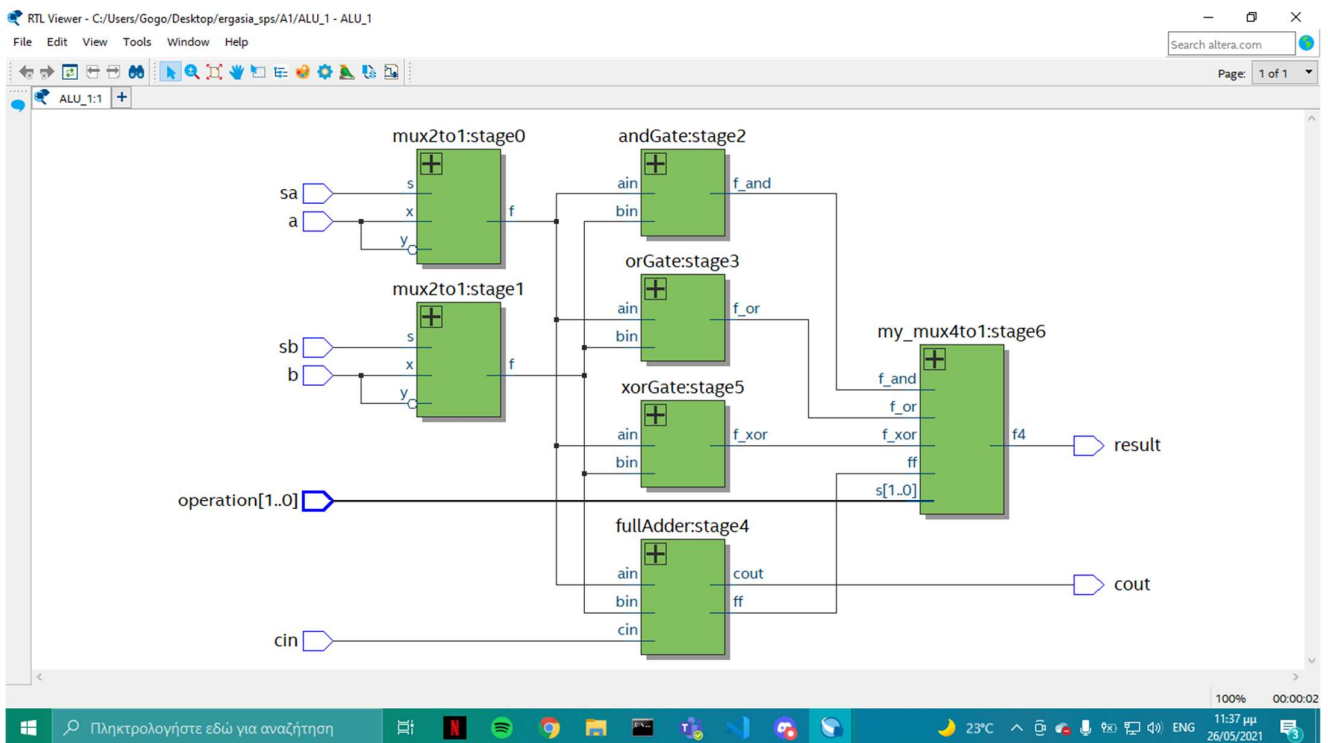 RTL Viewer - C:/Users/Gogo/Desktop/ergasia_sps/A1/ALU_1 - ALU_1
File Edit View Tools Window Help
Search altera.com
Page: 1 of 1
ALU_1:1
mux2to1:stage0
andGate:stage2
sa
s
ain
f_and
a
x
f
bin
y
orGate:stage3
mux2to1:stage1
ain
f_or
my_mux4to1:stage6
sb
s
bin
b
x
f
f_and
y
xorGate:stage5
f_or
ain
f_xor
f_xor
f4
result
bin
ff
operation[1..0]
s[1..0]
fullAdder:stage4
ain
cout
cout
bin
ff
cin
cin
100% 00:00:02
Πληκτρολογήστε εδώ για αναζήτηση
N
23°C
ENG
11:37 μμ
26/05/2021
3